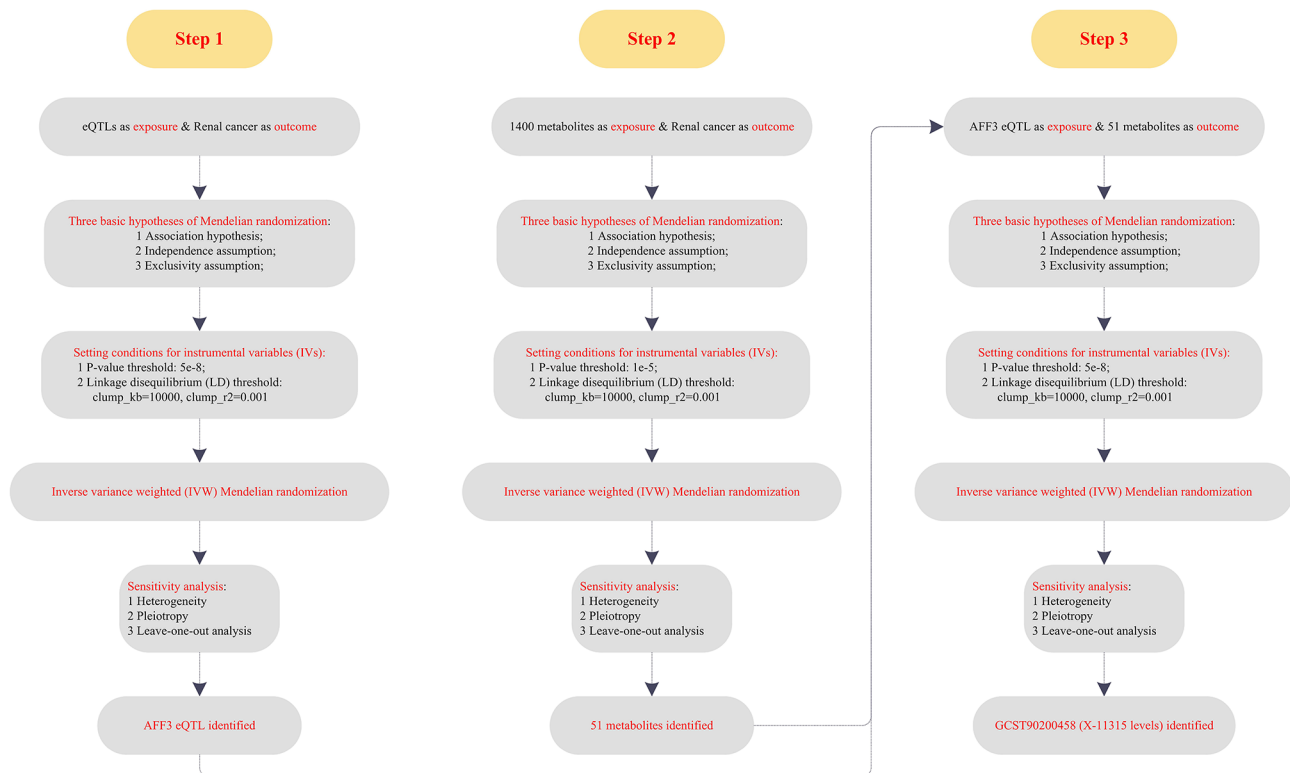 Step 1
eQTLs as exposure & Renal cancer as outcome
Three basic hypotheses of Mendelian randomization:
1 Association hypothesis;
2 Independence assumption;
3 Exclusivity assumption;
Setting conditions for instrumental variables (IVs):
1 P-value threshold: 5e-8;
2 Linkage disequilibrium (LD) threshold:
clump_kb=10000, clump_r2=0.001
Inverse variance weighted (IVW) Mendelian randomization
Sensitivity analysis:
1 Heterogeneity
2 Pleiotropy
3 Leave-one-out analysis
AFF3 eQTL identified
Step 2
1400 metabolites as exposure & Renal cancer as outcome
Three basic hypotheses of Mendelian randomization:
1 Association hypothesis;
2 Independence assumption;
3 Exclusivity assumption;
Setting conditions for instrumental variables (IVs):
1 P-value threshold: 1e-5;
2 Linkage disequilibrium (LD) threshold:
clump_kb=10000, clump_r2=0.001
Inverse variance weighted (IVW) Mendelian randomization
Sensitivity analysis:
1 Heterogeneity
2 Pleiotropy
3 Leave-one-out analysis
51 metabolites identified
Step 3
AFF3 eQTL as exposure & 51 metabolites as outcome
Three basic hypotheses of Mendelian randomization:
1 Association hypothesis;
2 Independence assumption;
3 Exclusivity assumption;
Setting conditions for instrumental variables (IVs):
1 P-value threshold: 5e-8;
2 Linkage disequilibrium (LD) threshold:
clump_kb=10000, clump_r2=0.001
Inverse variance weighted (IVW) Mendelian randomization
Sensitivity analysis:
1 Heterogeneity
2 Pleiotropy
3 Leave-one-out analysis
GCST90200458 (X-11315 levels) identified